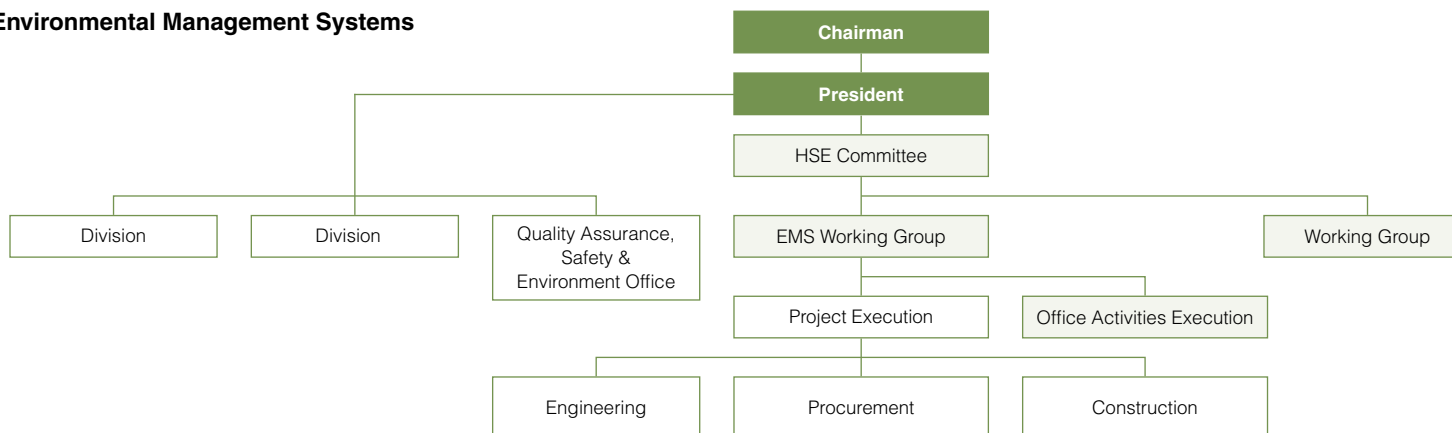 Environmental Management Systems
Chairman
President
HSE Committee
Division
Division
Quality Assurance,
Safety &
Environment Office
EMS Working Group
Working Group
Project Execution
Office Activities Execution
Engineering
Procurement
Construction